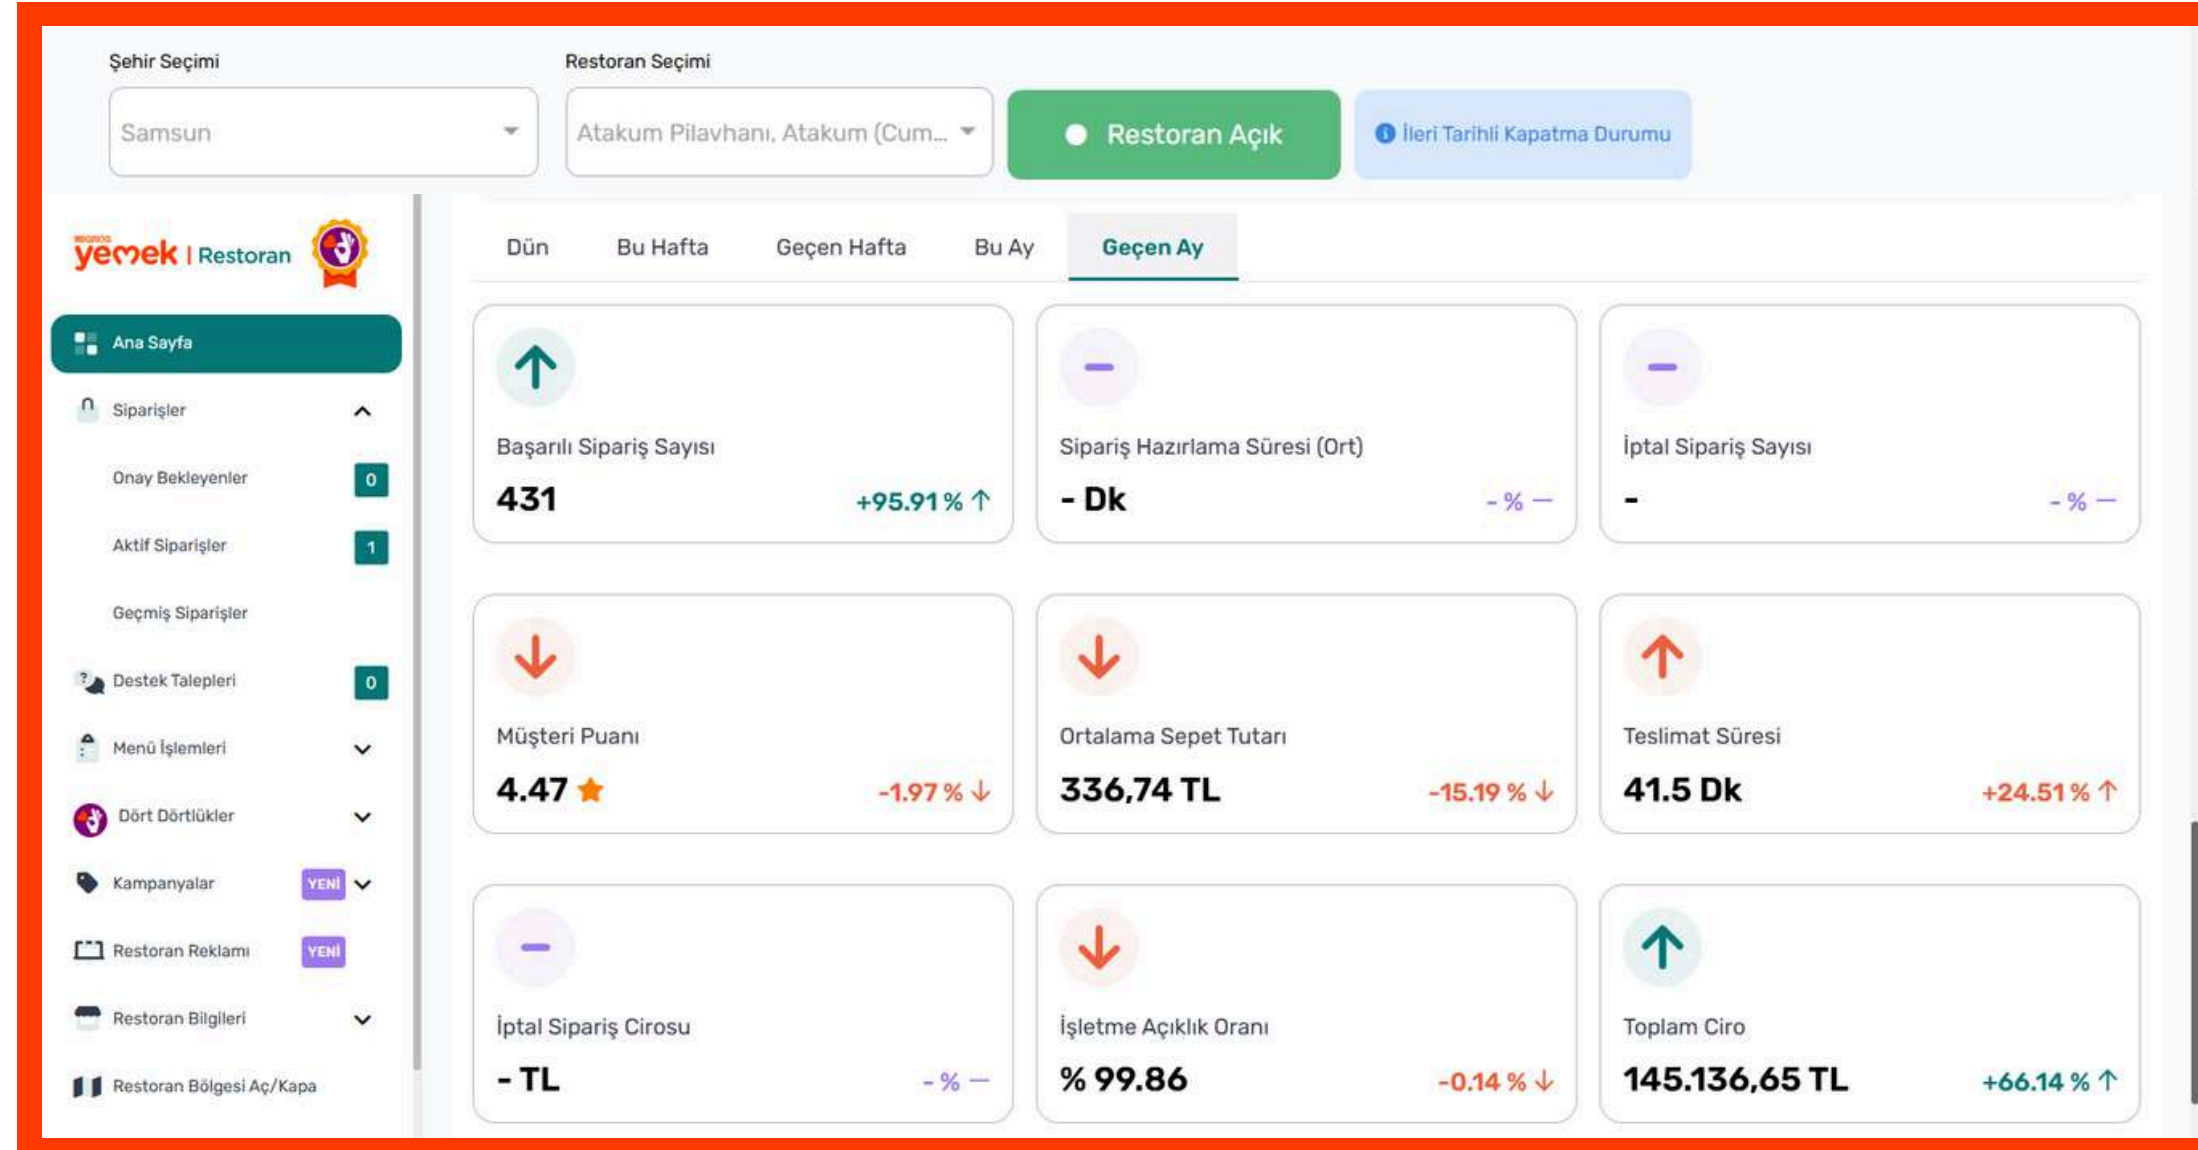 Şehir Seçimi
Restoran Seçimi
Samsun
Atakum Pilavhanı, Atakum (Cum...
Restoran Açık
İleri Tarihli Kapatma Durumu
migros
yemek | Restoran
Ana Sayfa
Siparişler
Onay Bekleyenler 0
Aktif Siparişler 1
Geçmiş Siparişler
Destek Talepleri 0
Menü İşlemleri
Dört Dörtlükler
Kampanyalar YENİ
Restoran Reklamı YENİ
Restoran Bilgileri
Restoran Bölgesi Aç/Kapa
Dün Bu Hafta Geçen Hafta Bu Ay Geçen Ay
Başarılı Sipariş Sayısı
431 +95.91 % ↑
Sipariş Hazırlama Süresi (Ort)
- Dk - % —
İptal Sipariş Sayısı
- - % —
Müşteri Puanı
4.47 -1.97 % ↓
Ortalama Sepet Tutarı
336,74 TL -15.19 % ↓
Teslimat Süresi
41.5 Dk +24.51 % ↑
İptal Sipariş Cirosu
- TL - % —
İşletme Açıklık Oranı
% 99.86 -0.14 % ↓
Toplam Ciro
145.136,65 TL +66.14 % ↑